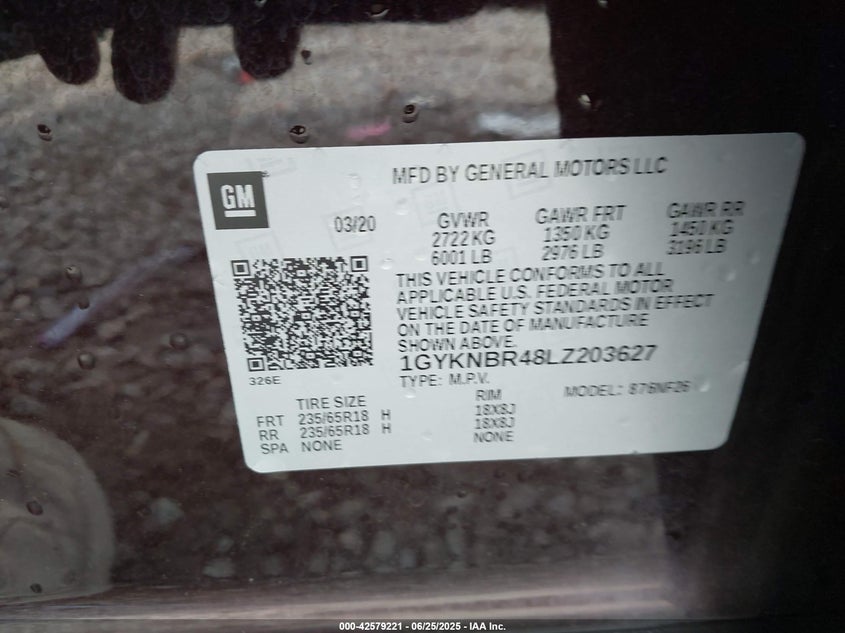 GM
MFD BY GENERAL MOTORS LLC
03/20
GVWR GAWR FRT GAWR RR
2722 KG 1350 KG 1450 KG
6001 LB 2976 LB 3196 LB
THIS VEHICLE CONFORMS TO ALL
APPLICABLE U.S. FEDERAL MOTOR
VEHICLE SAFETY STANDARDS IN EFFECT
ON THE DATE OF MANUFACTURE
SHOWN ABOVE.
1GYKNBR48LZ203627
326E
TYPE: M.P.V. MODEL:
TIRE SIZE RIM
FRT 235/65R18 H 18X8J
RR 235/65R18 H 18X8J
SPA NONE NONE
000-42579221 - 06/25/2025 - IAA Inc.